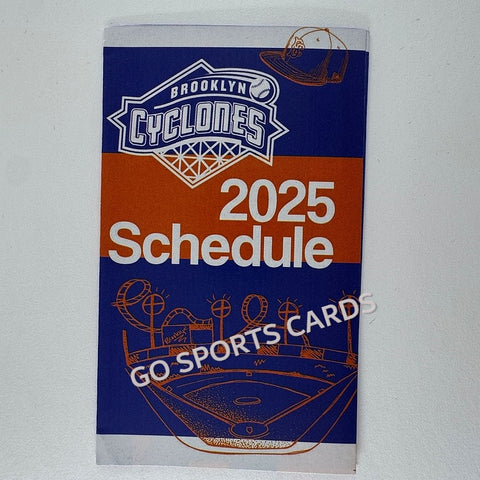 BROOKLYN
CYCLONES
2025
Schedule
GO SPORTS CARDS